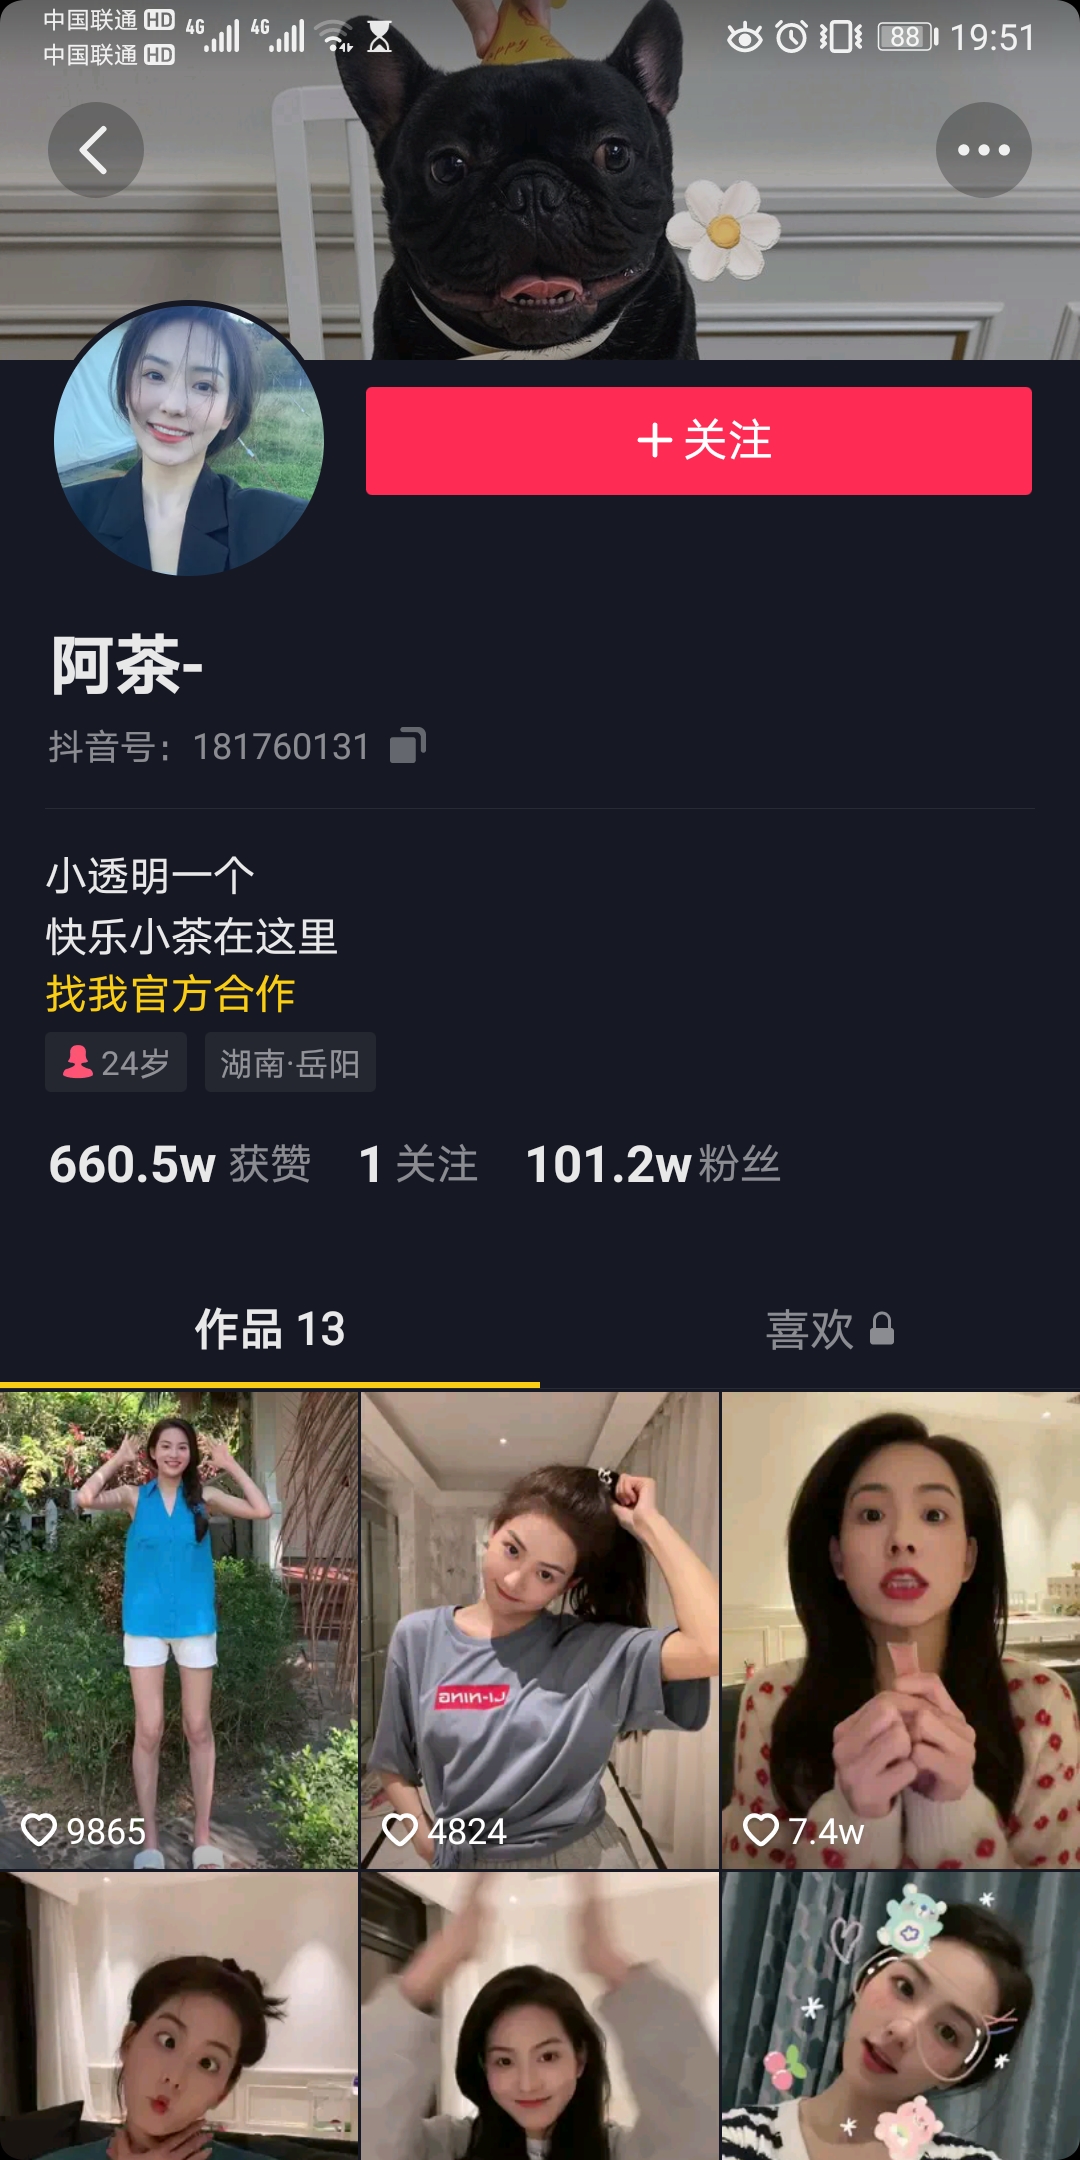 中国联通 HD 4G 4G 88 19:51
中国联通 HD
+关注
阿茶-
抖音号：181760131
小透明一个
快乐小茶在这里
找我官方合作
24岁 湖南·岳阳
660.5w 获赞 1 关注 101.2w 粉丝
作品 13 喜欢
LI-NING
9865 4824 7.4w